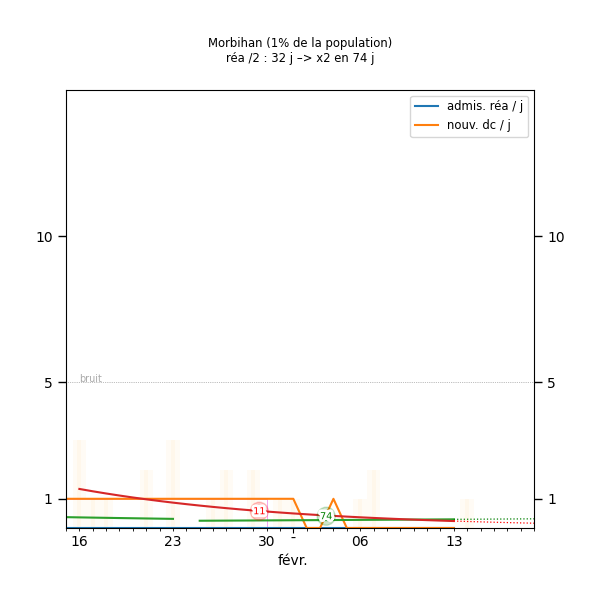 Morbihan (1% de la population)
réa /2 : 32 j –> x2 en 74 j
admis. réa / j
nouv. dc / j
10
10
bruit
5
5
11
74
1
1
16
23
30
-
06
13
févr.